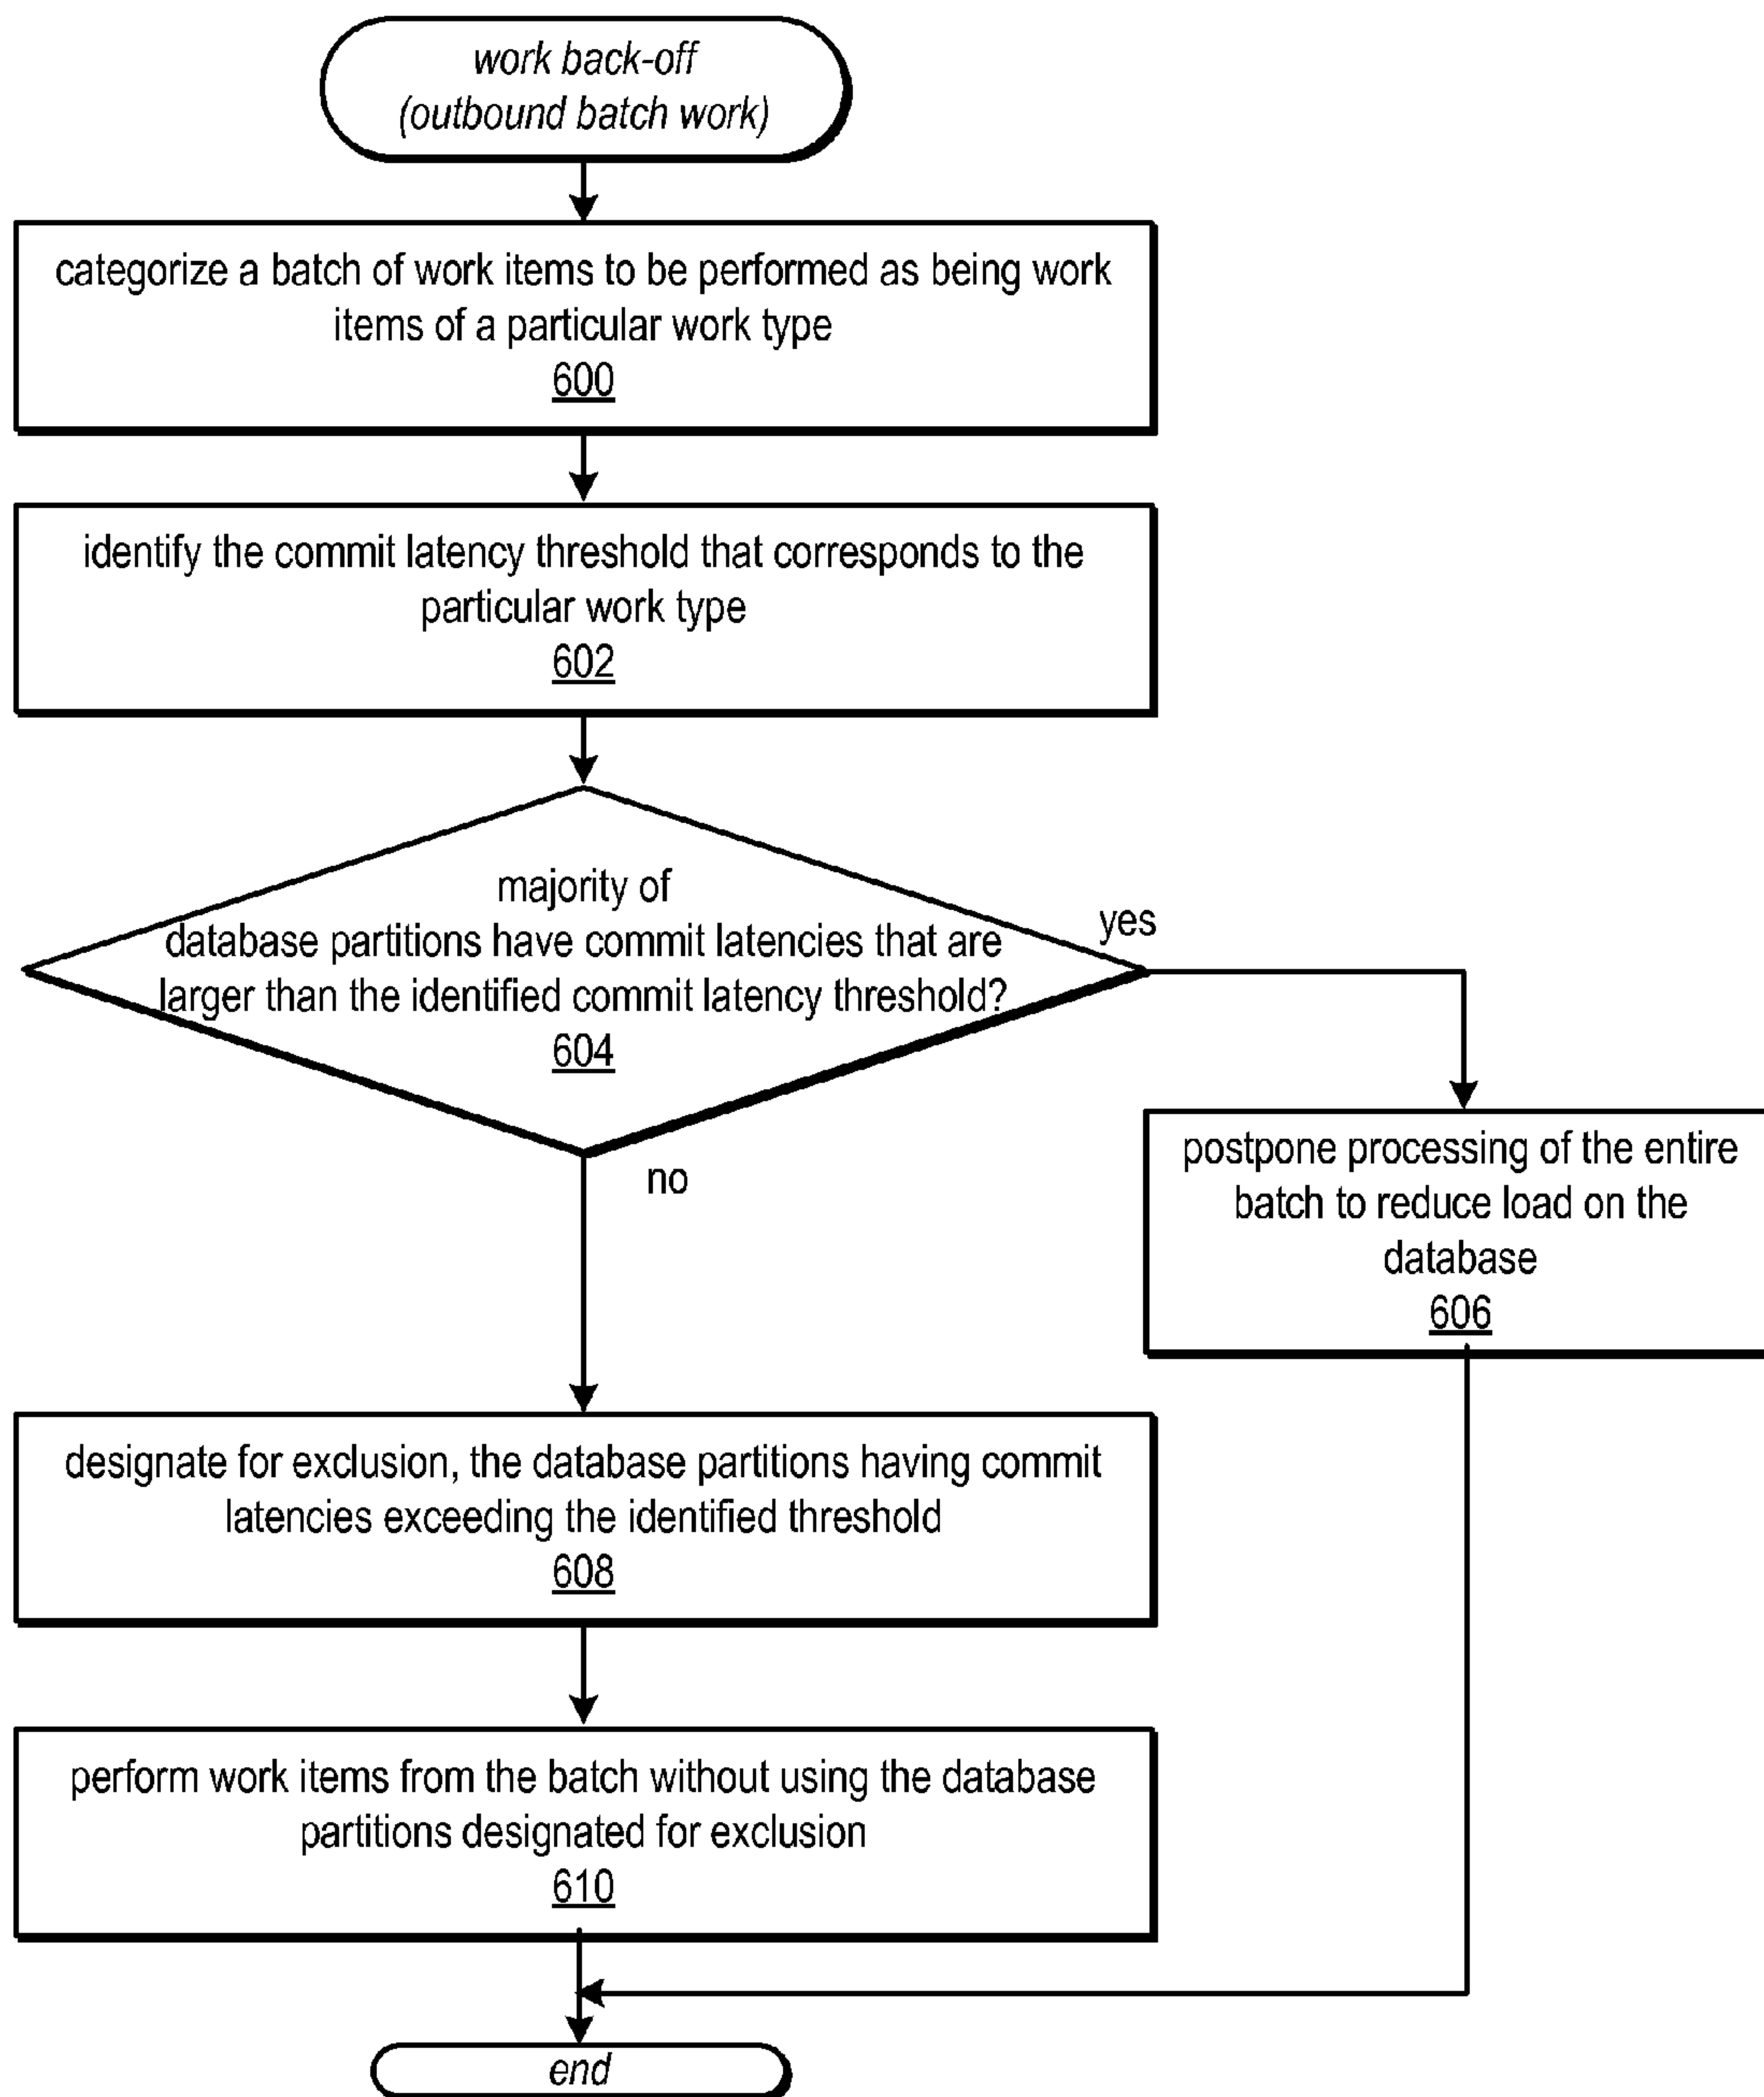 work back-off
(outbound batch work)
categorize a batch of work items to be performed as being work
items of a particular work type
600
identify the commit latency threshold that corresponds to the
particular work type
602
majority of
database partitions have commit latencies that are
larger than the identified commit latency threshold?
604
yes
no
postpone processing of the entire
batch to reduce load on the
database
606
designate for exclusion, the database partitions having commit
latencies exceeding the identified threshold
608
perform work items from the batch without using the database
partitions designated for exclusion
610
end